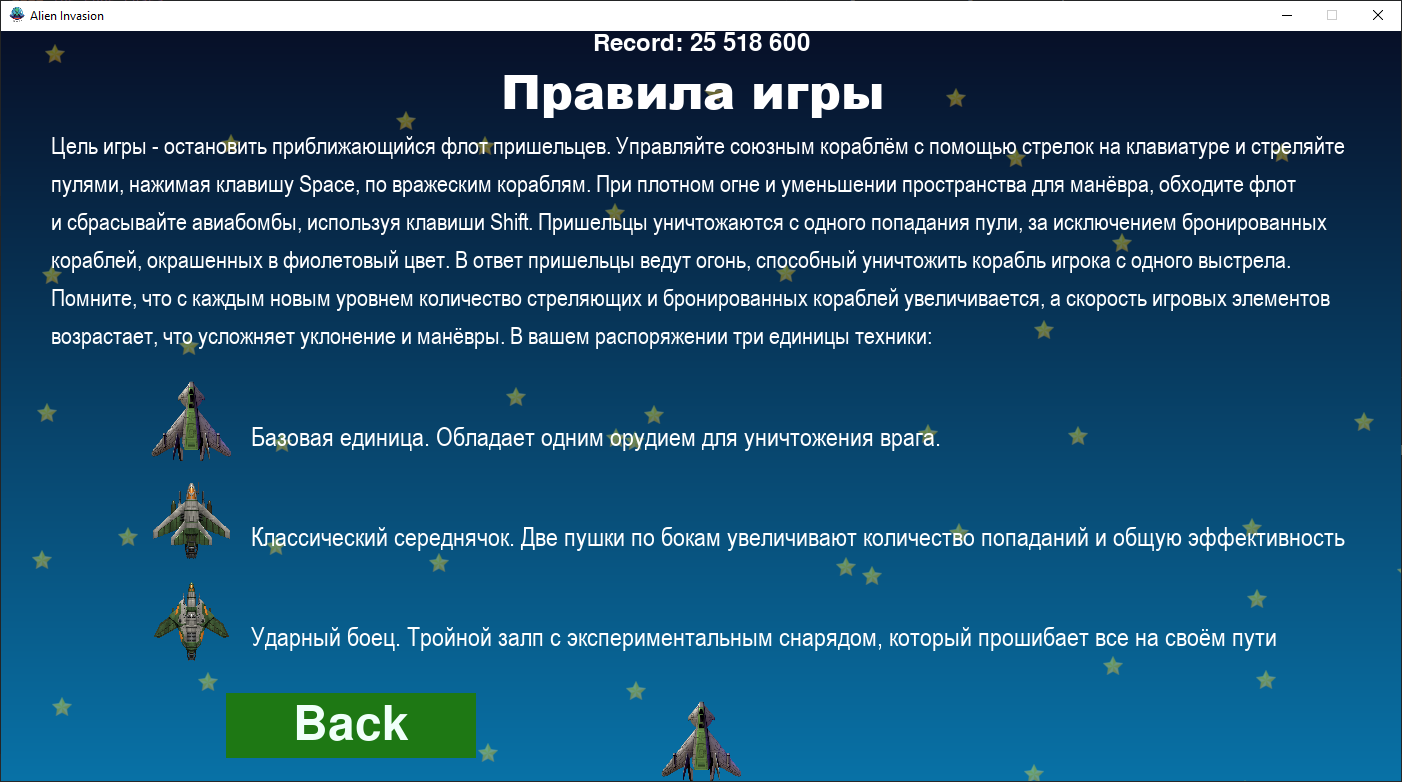 Alien Invasion
Record: 25 518 600
Правила игры
Цель игры - остановить приближающийся флот пришельцев. Управляйте союзным кораблём с помощью стрелок на клавиатуре и стреляйте
пулями, нажимая клавишу Space, по вражеским кораблям. При плотном огне и уменьшении пространства для манёвра, обходите флот
и сбрасывайте авиабомбы, используя клавиши Shift. Пришельцы уничтожаются с одного попадания пули, за исключением бронированных
кораблей, окрашенных в фиолетовый цвет. В ответ пришельцы ведут огонь, способный уничтожить корабль игрока с одного выстрела.
Помните, что с каждым новым уровнем количество стреляющих и бронированных кораблей увеличивается, а скорость игровых элементов
возрастает, что усложняет уклонение и манёвры. В вашем распоряжении три единицы техники:
Базовая единица. Обладает одним орудием для уничтожения врага.
Классический середнячок. Две пушки по бокам увеличивают количество попаданий и общую эффективность
Ударный боец. Тройной залп с экспериментальным снарядом, который прошибает все на своём пути
Back